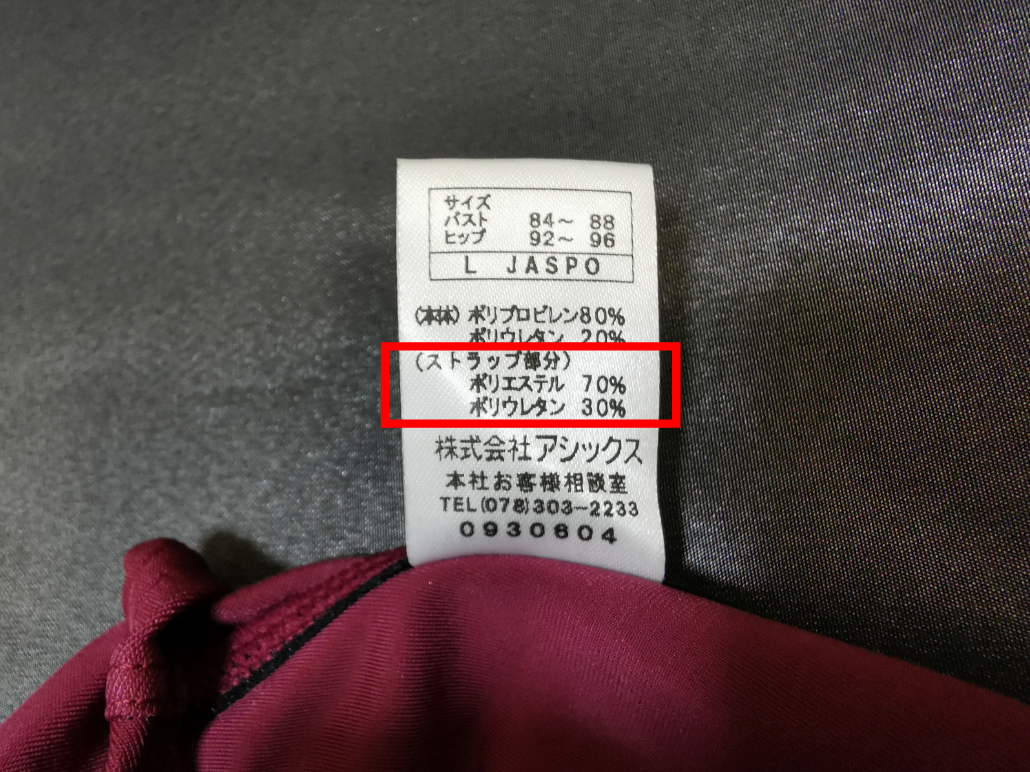 サイズ
バスト 84~ 88
ヒップ 92~ 96
L JASPO
(本体) ポリプロピレン80%
ポリウレタン 20%
(ストラップ部分)
ポリエステル 70%
ポリウレタン 30%
株式会社アシックス
本社お客様相談室
TEL(078)303-2233
0930604